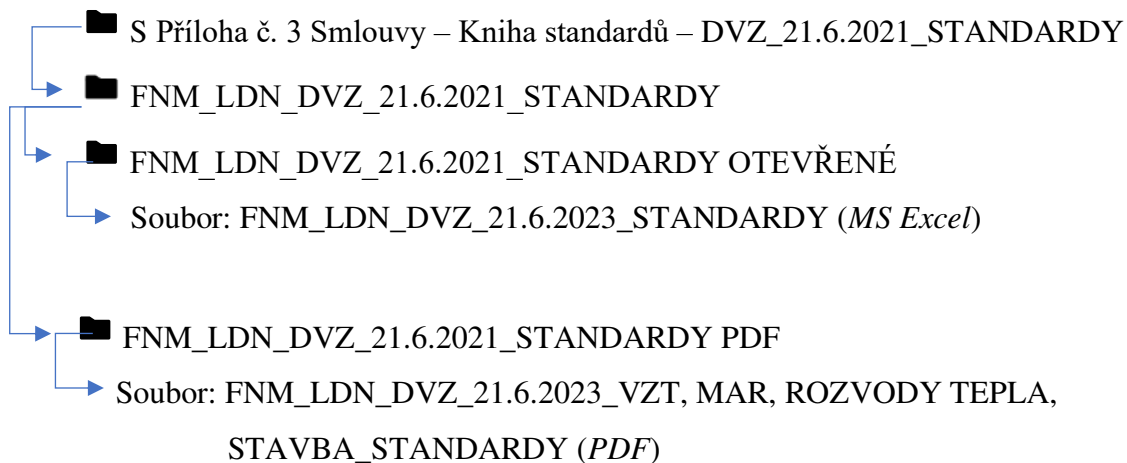 S Příloha č. 3 Smlouvy – Kniha standardů – DVZ_21.6.2021_STANDARDY
FNM_LDN_DVZ_21.6.2021_STANDARDY
FNM_LDN_DVZ_21.6.2021_STANDARDY OTEVŘENÉ
Soubor: FNM_LDN_DVZ_21.6.2023_STANDARDY (MS Excel)
FNM_LDN_DVZ_21.6.2021_STANDARDY PDF
Soubor: FNM_LDN_DVZ_21.6.2023_VZT, MAR, ROZVODY TEPLA,
STAVBA_STANDARDY (PDF)